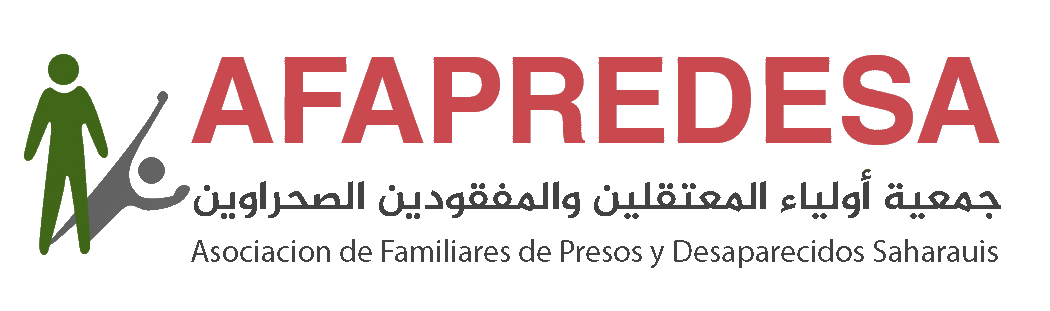 AFAPREDESA
جمعية أولياء المعتقلين والمفقودين الصحراوين
Asociacion de Familiares de Presos y Desaparecidos Saharauis